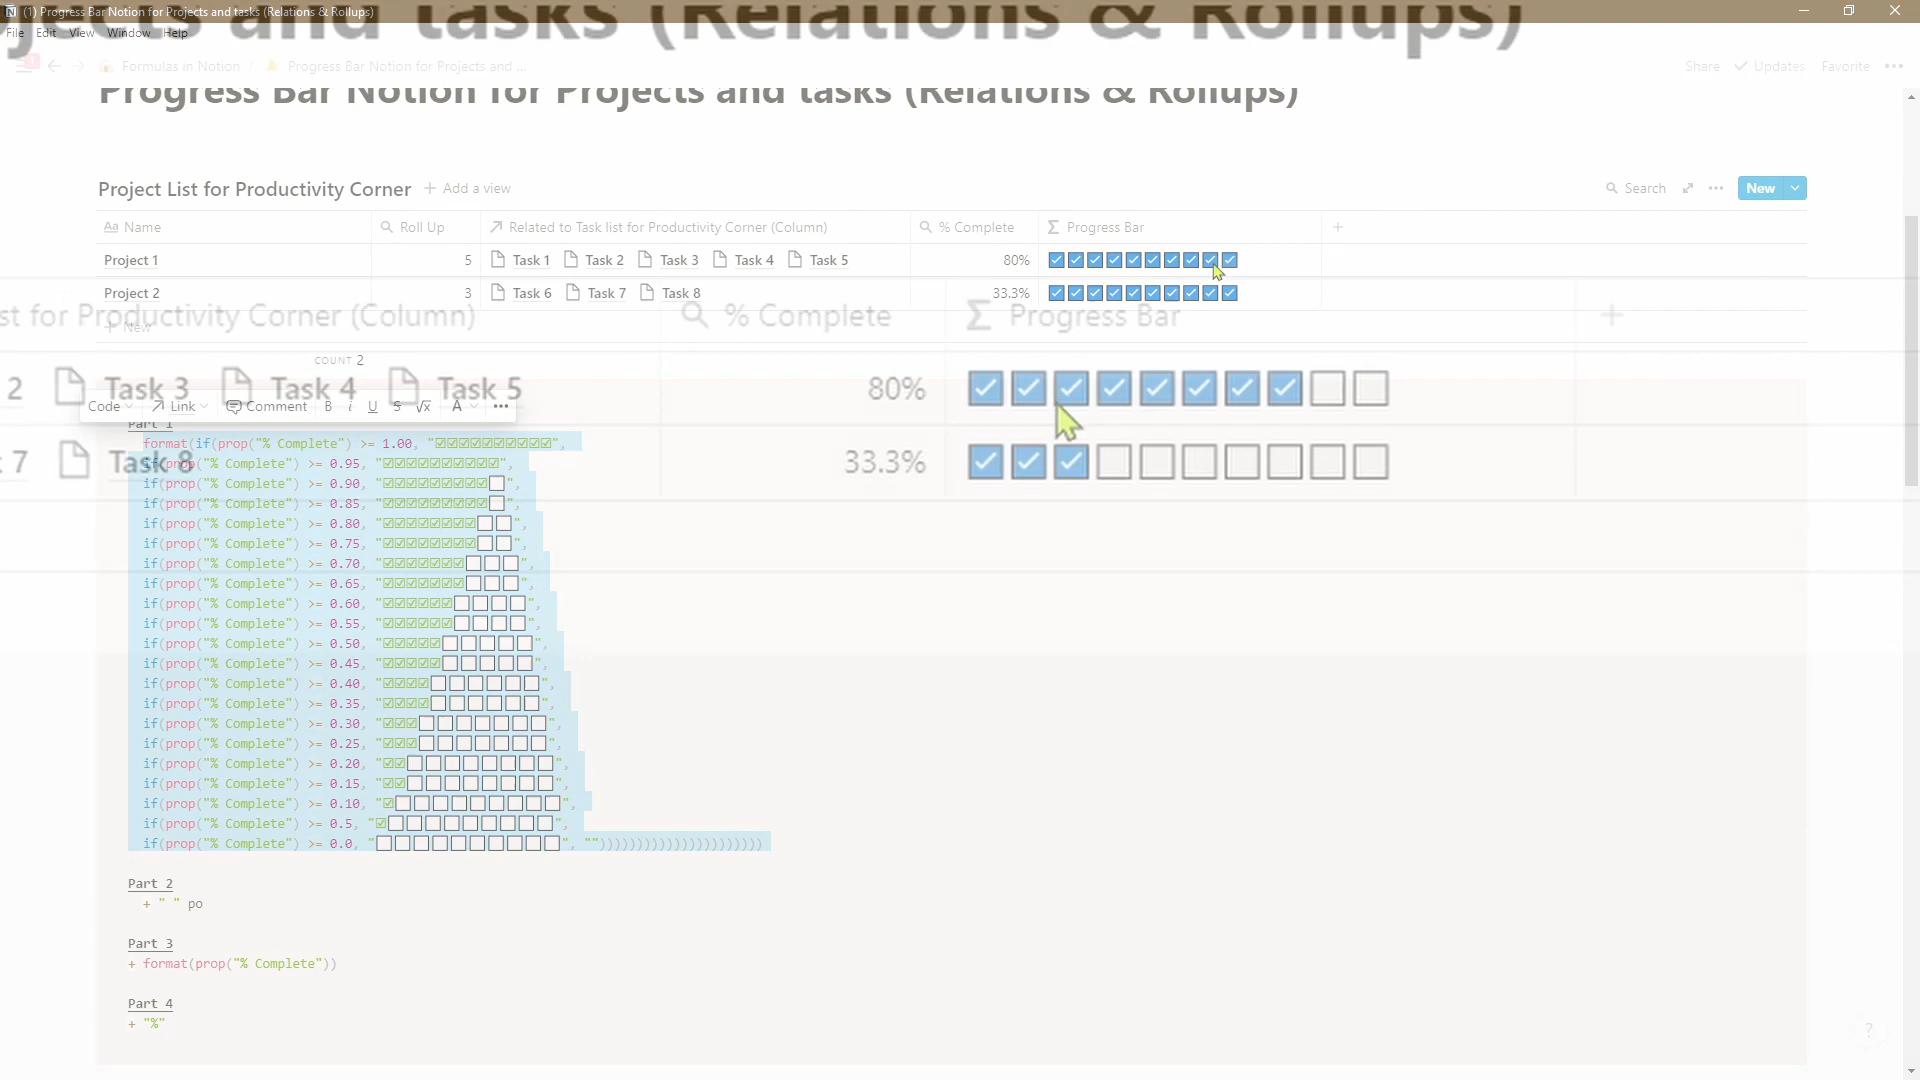 (1) Progress Bar Notion for Projects and tasks (Relations & Rollups)
jects and tasks (Relations & Rollups)
File Edit View Window Help
1
Formulas in Notion / Progress Bar Notion for Projects and ...
Share Updates Favorite
Progress Bar Notion for Projects and tasks (Relations & Rollups)
Project List for Productivity Corner + Add a view
Search New
Aa Name Roll Up Related to Task list for Productivity Corner (Column) % Complete Σ Progress Bar +
Project 1 5 Task 1 Task 2 Task 3 Task 4 Task 5 80% ☑☑☑☑☑☑☑☑☑☑
Project 2 3 Task 6 Task 7 Task 8 33.3% ☑☑☑☑☑☑☑☑☑☑
st for Productivity Corner (Column) % Complete Σ Progress Bar +
+ New
COUNT 2
2 Task 3 Task 4 Task 5 80% ☑☑☑☑☑☑☑☑☐☐
7 Task 8 33.3% ☑☑☑☐☐☐☐☐☐☐
Code Link Comment B i U S √x A
Part 1
format(if(prop("% Complete") >= 1.00, "☑☑☑☑☑☑☑☑☑☑",
if(prop("% Complete") >= 0.95, "☑☑☑☑☑☑☑☑☑☑",
if(prop("% Complete") >= 0.90, "☑☑☑☑☑☑☑☑☑☐",
if(prop("% Complete") >= 0.85, "☑☑☑☑☑☑☑☑☑☐",
if(prop("% Complete") >= 0.80, "☑☑☑☑☑☑☑☑☐☐",
if(prop("% Complete") >= 0.75, "☑☑☑☑☑☑☑☑☐☐",
if(prop("% Complete") >= 0.70, "☑☑☑☑☑☑☑☐☐☐",
if(prop("% Complete") >= 0.65, "☑☑☑☑☑☑☑☐☐☐",
if(prop("% Complete") >= 0.60, "☑☑☑☑☑☑☐☐☐☐",
if(prop("% Complete") >= 0.55, "☑☑☑☑☑☑☐☐☐☐",
if(prop("% Complete") >= 0.50, "☑☑☑☑☑☐☐☐☐☐",
if(prop("% Complete") >= 0.45, "☑☑☑☑☑☐☐☐☐☐",
if(prop("% Complete") >= 0.40, "☑☑☑☑☐☐☐☐☐☐",
if(prop("% Complete") >= 0.35, "☑☑☑☑☐☐☐☐☐☐",
if(prop("% Complete") >= 0.30, "☑☑☑☐☐☐☐☐☐☐",
if(prop("% Complete") >= 0.25, "☑☑☑☐☐☐☐☐☐☐",
if(prop("% Complete") >= 0.20, "☑☑☐☐☐☐☐☐☐☐",
if(prop("% Complete") >= 0.15, "☑☑☐☐☐☐☐☐☐☐",
if(prop("% Complete") >= 0.10, "☑☐☐☐☐☐☐☐☐☐",
if(prop("% Complete") >= 0.5, "☑☐☐☐☐☐☐☐☐☐",
if(prop("% Complete") >= 0.0, "☐☐☐☐☐☐☐☐☐☐", ""))))))))))))))))))))))
Part 2
+ " " po
Part 3
+ format(prop("% Complete"))
Part 4
+ "%"
?